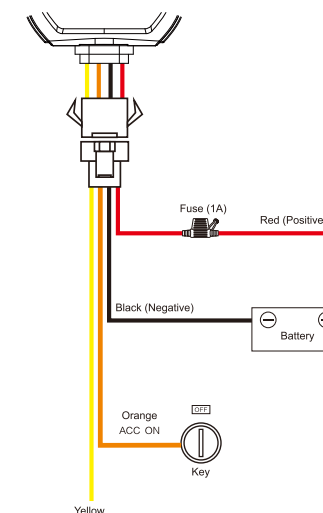 Fuse (1A)
Red (Positive
Black (Negative)
Battery
Orange
OFF
ACC ON
Key
Yellow